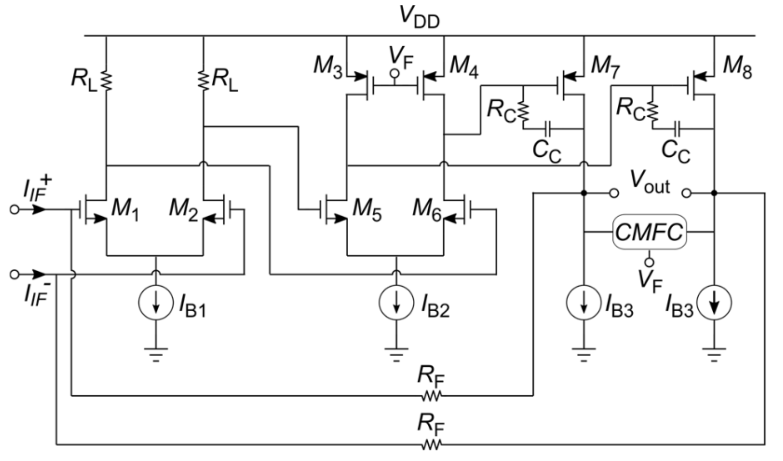 VDD
RL
RL
M3
VF
M4
M7
M8
RC
CC
RC
CC
IIF+
M1
M2
M5
M6
Vout
CMFC
VF
IIF-
IB1
IB2
IB3
IB3
RF
RF